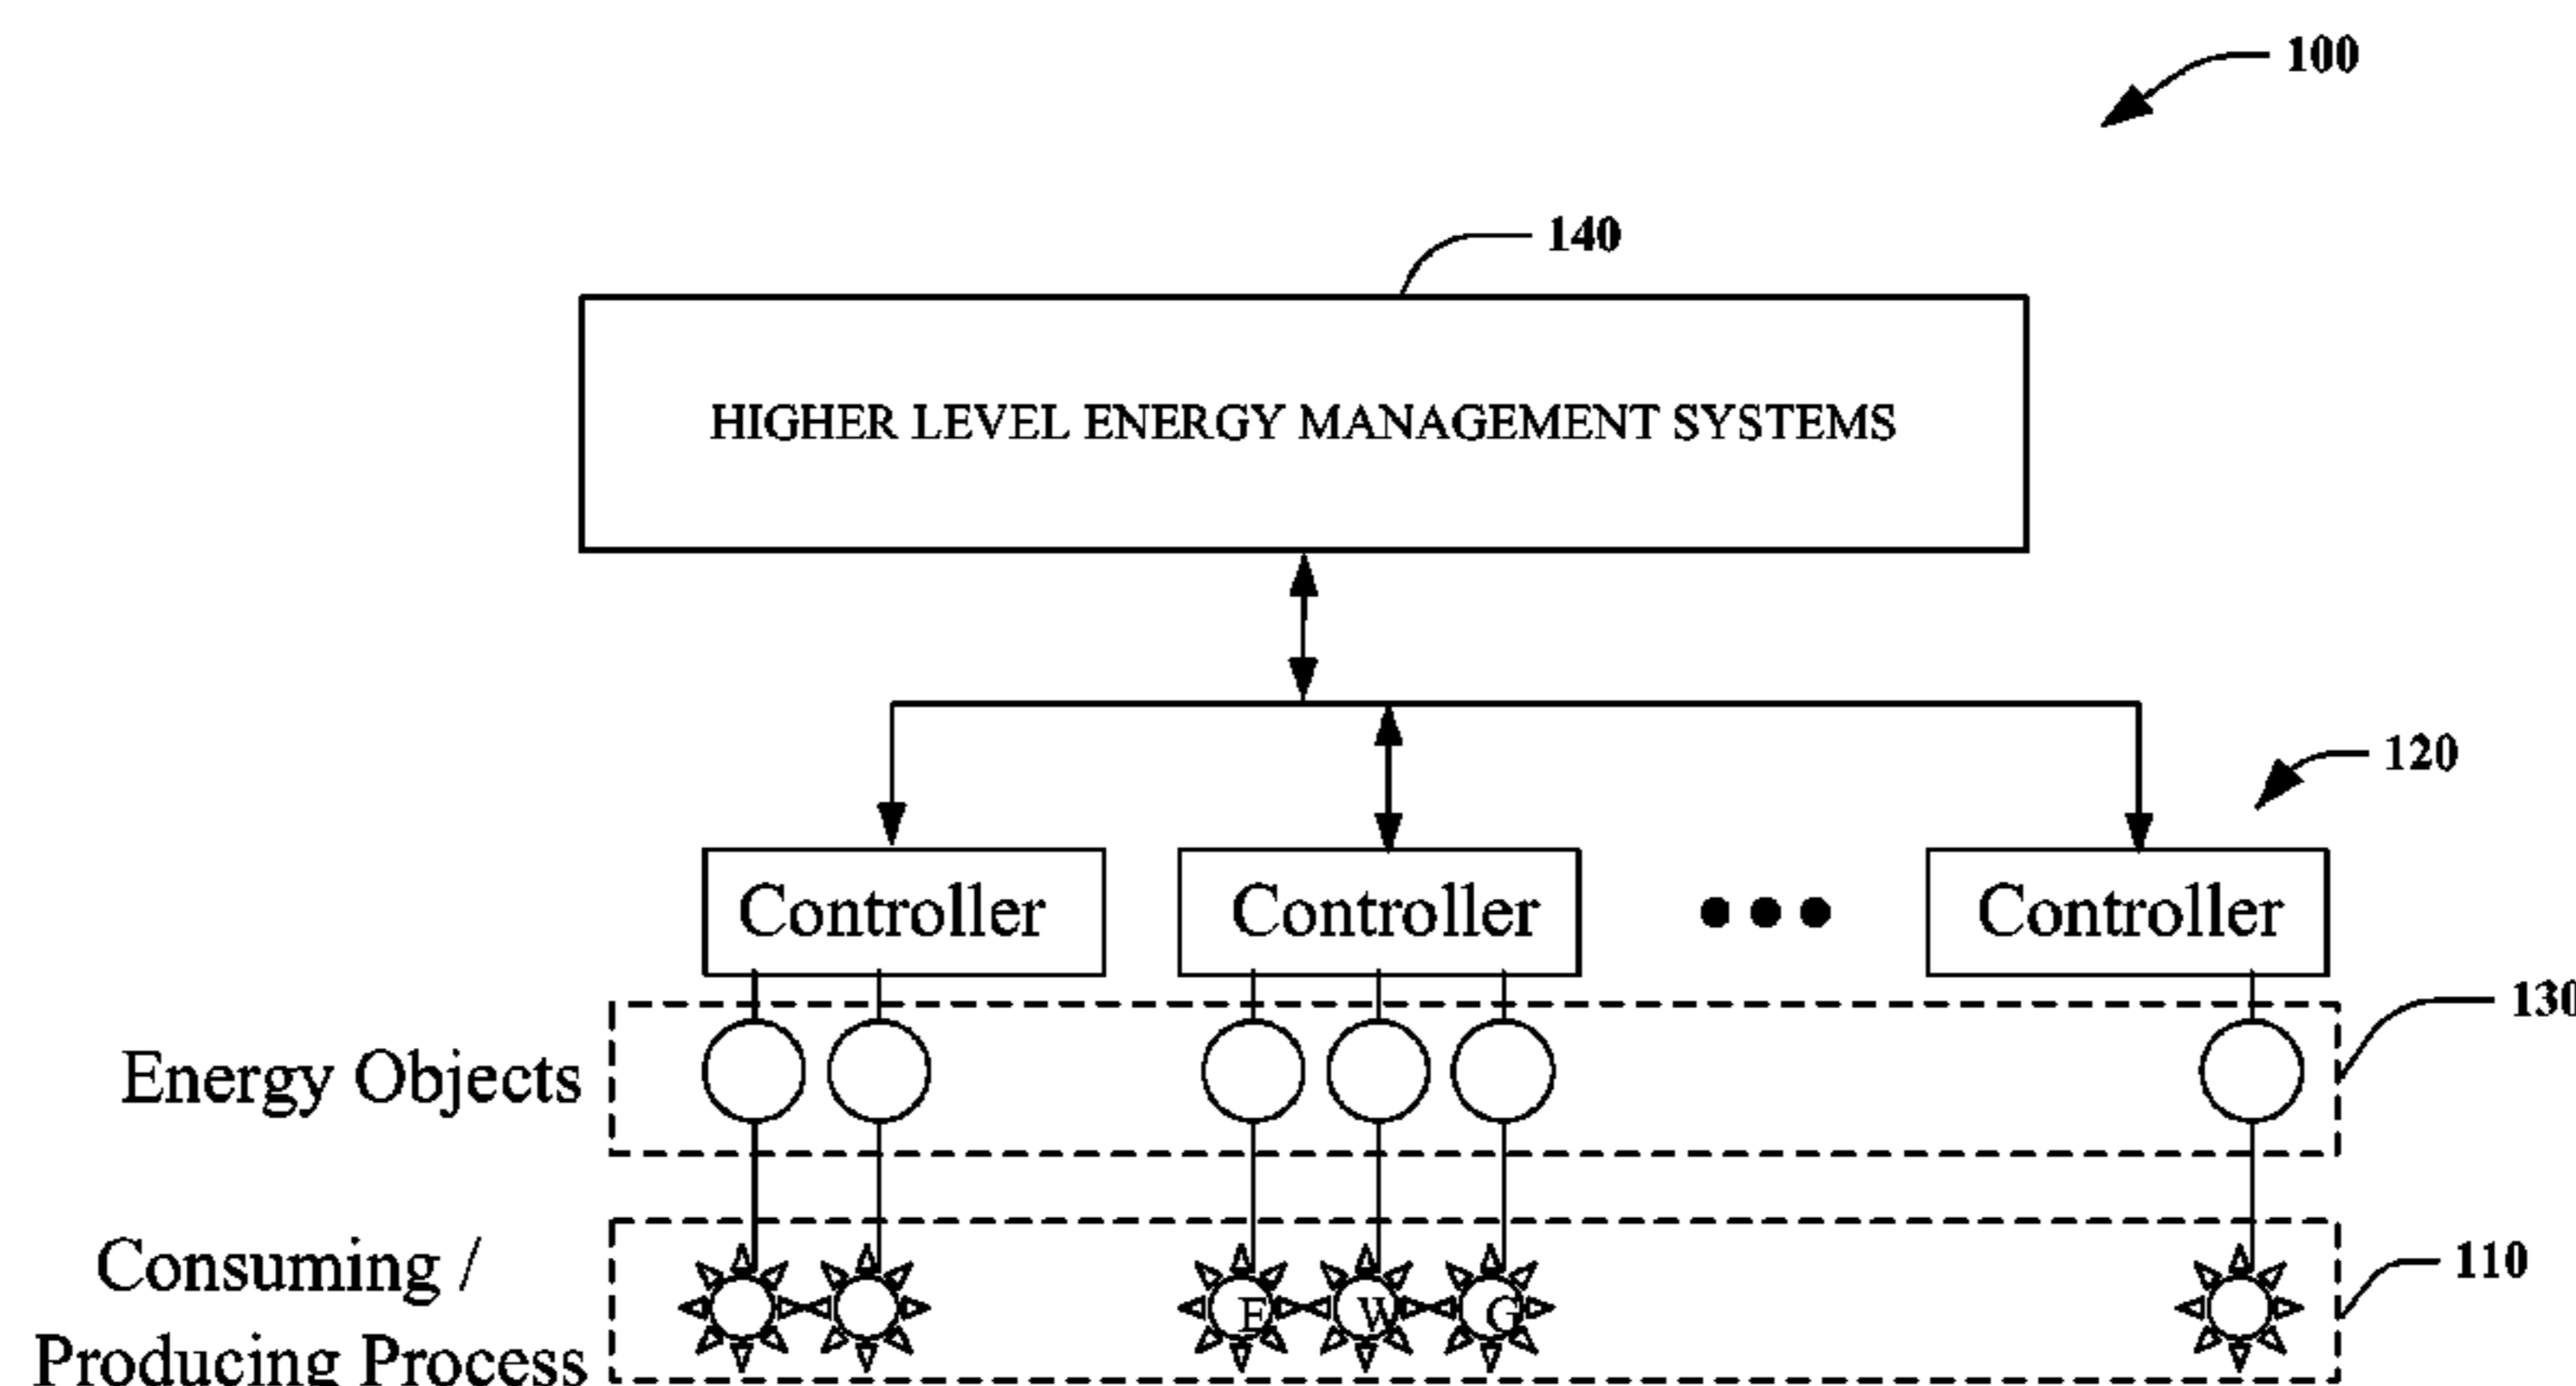 100
140
HIGHER LEVEL ENERGY MANAGEMENT SYSTEMS
120
Controller
Controller
Controller
130
Energy Objects
Consuming /
Producing Process
110
E
W
G